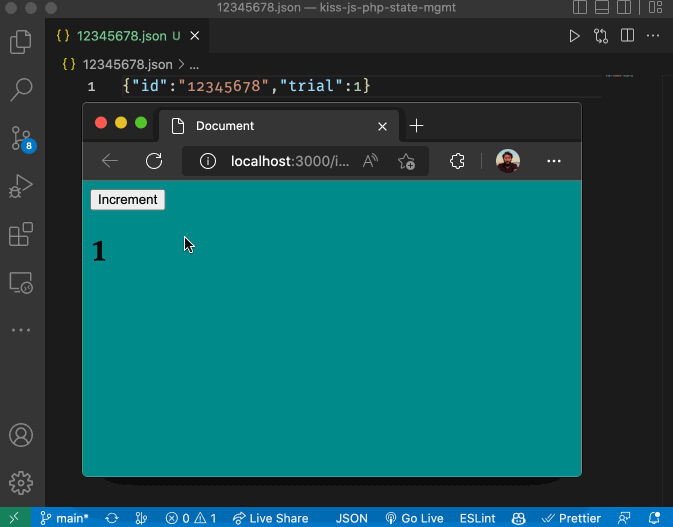 12345678.json — kiss-js-php-state-mgmt
{} 12345678.json U
{} 12345678.json > ...
1 {"id":"12345678","trial":1}
Document
localhost:3000/i...
Increment
1
8
main* 0 1 Live Share JSON Go Live ESLint Prettier